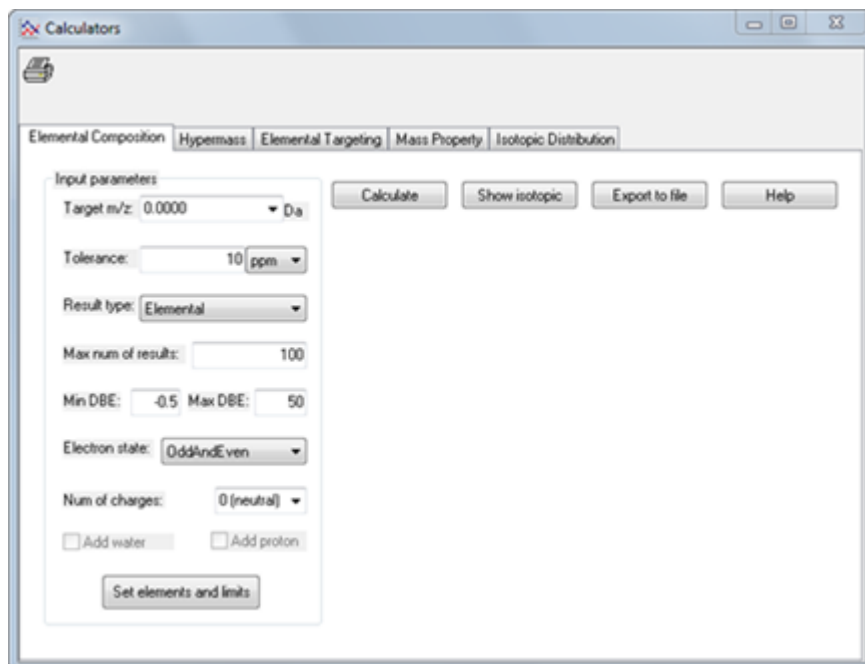 Calculators
Elemental Composition Hypermass Elemental Targeting Mass Property Isotopic Distribution
Input parameters
Target m/z: 0.0000 Da
Calculate Show isotopic Export to file Help
Tolerance: 10 ppm
Result type: Elemental
Max num of results: 100
Min DBE: -0.5 Max DBE: 50
Electron state: OddAndEven
Num of charges: 0 (neutral)
Add water Add proton
Set elements and limits